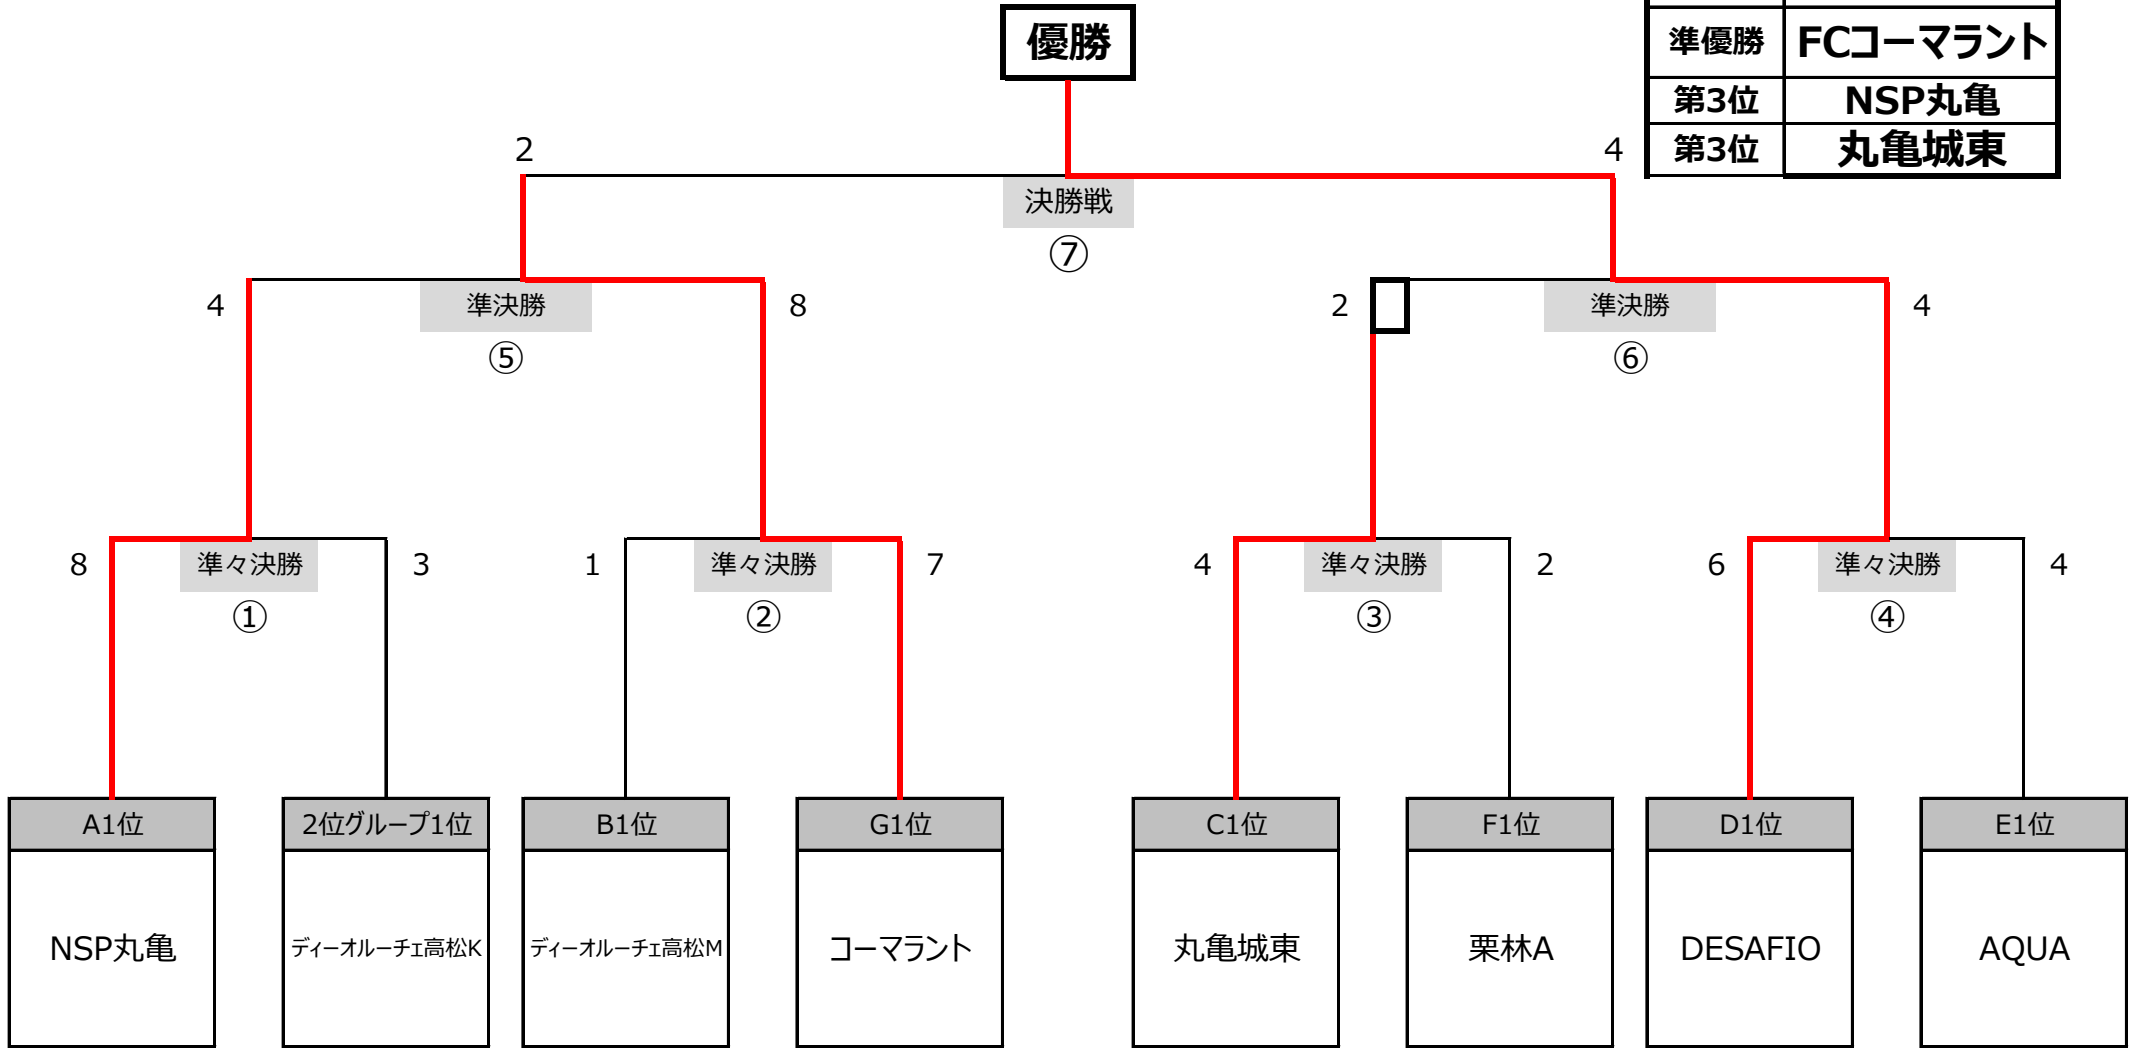 優勝
準優勝 FCコーマラント
第3位 NSP丸亀
第3位 丸亀城東
2 4
決勝戦
⑦
4 準決勝 8 2 準決勝 4
⑤ ⑥
8 準々決勝 3 1 準々決勝 7 4 準々決勝 2 6 準々決勝 4
① ② ③ ④
A1位 2位グループ1位 B1位 G1位 C1位 F1位 D1位 E1位
NSP丸亀 ディーオルーチェ高松K ディーオルーチェ高松M コーマラント 丸亀城東 栗林A DESAFIO AQUA